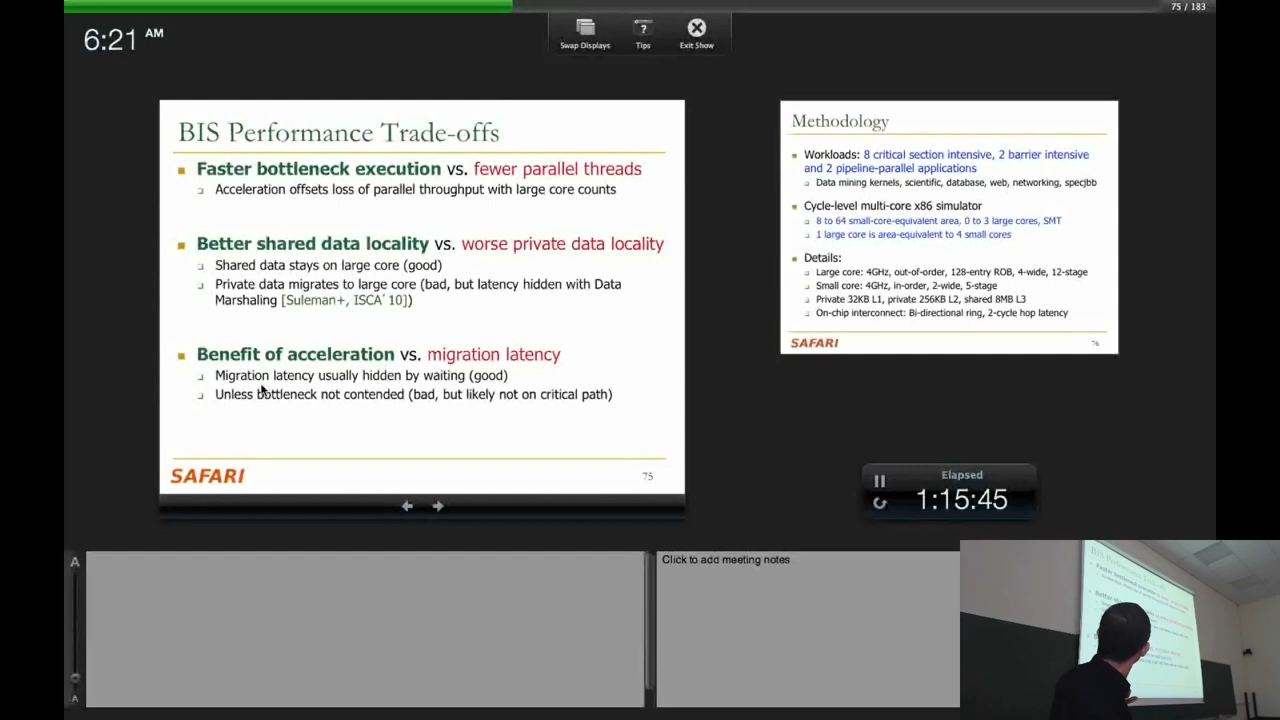 75 / 183
6:21 AM
Swap Displays
Tips
Exit Show
BIS Performance Trade-offs
Faster bottleneck execution vs. fewer parallel threads
Acceleration offsets loss of parallel throughput with large core counts
Better shared data locality vs. worse private data locality
Shared data stays on large core (good)
Private data migrates to large core (bad, but latency hidden with Data
Marshaling [Suleman+, ISCA'10])
Benefit of acceleration vs. migration latency
Migration latency usually hidden by waiting (good)
Unless bottleneck not contended (bad, but likely not on critical path)
SAFARI
75
Methodology
Workloads: 8 critical section intensive, 2 barrier intensive
and 2 pipeline-parallel applications
Data mining kernels, scientific, database, web, networking, specjbb
Cycle-level multi-core x86 simulator
8 to 64 small-core-equivalent area, 0 to 3 large cores, SMT
1 large core is area-equivalent to 4 small cores
Details:
Large core: 4GHz, out-of-order, 128-entry ROB, 4-wide, 12-stage
Small core: 4GHz, in-order, 2-wide, 5-stage
Private 32KB L1, private 256KB L2, shared 8MB L3
On-chip interconnect: Bi-directional ring, 2-cycle hop latency
SAFARI
76
Elapsed
1:15:45
A
A
Click to add meeting notes
BIS Performance Trade-offs